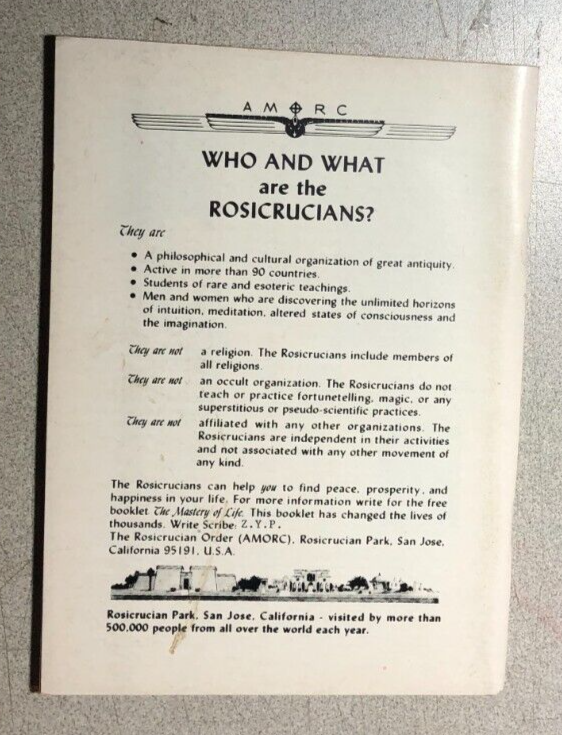 AMORC
WHO AND WHAT
are the
ROSICRUCIANS?
They are
• A philosophical and cultural organization of great antiquity.
• Active in more than 90 countries.
• Students of rare and esoteric teachings.
• Men and women who are discovering the unlimited horizons
of intuition, meditation, altered states of consciousness and
the imagination.
They are not a religion. The Rosicrucians include members of
all religions.
They are not an occult organization. The Rosicrucians do not
teach or practice fortunetelling, magic, or any
superstitious or pseudo-scientific practices.
They are not affiliated with any other organizations. The
Rosicrucians are independent in their activities
and not associated with any other movement of
any kind.
The Rosicrucians can help you to find peace, prosperity, and
happiness in your life. For more information write for the free
booklet The Mastery of Life. This booklet has changed the lives of
thousands. Write Scribe: Z.Y.P.
The Rosicrucian Order (AMORC), Rosicrucian Park, San Jose,
California 95191, U.S.A.
Rosicrucian Park, San Jose, California - visited by more than
500,000 people from all over the world each year.